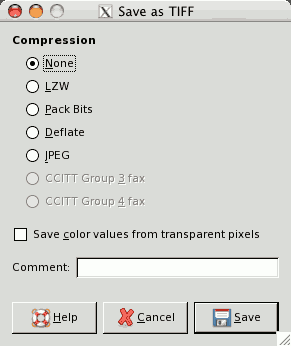 Save as TIFF
Compression
None
LZW
Pack Bits
Deflate
JPEG
CCITT Group 3 fax
CCITT Group 4 fax
Save color values from transparent pixels
Comment:
Help Cancel Save